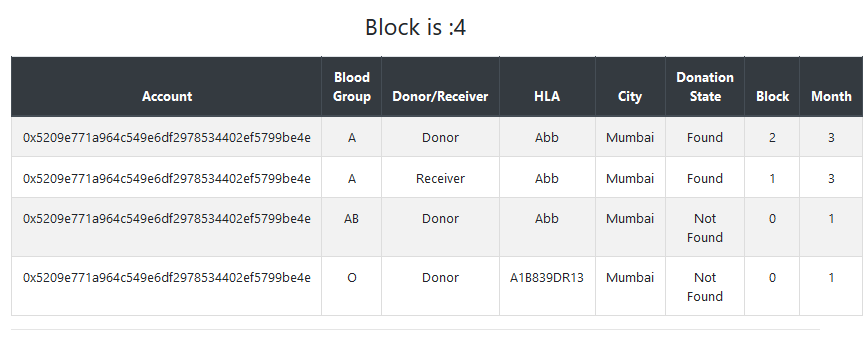 Block is :4
Account Blood Group Donor/Receiver HLA City Donation State Block Month
0x5209e771a964c549e6df2978534402ef5799be4e A Donor Abb Mumbai Found 2 3
0x5209e771a964c549e6df2978534402ef5799be4e A Receiver Abb Mumbai Found 1 3
0x5209e771a964c549e6df2978534402ef5799be4e AB Donor Abb Mumbai Not Found 0 1
0x5209e771a964c549e6df2978534402ef5799be4e O Donor A1B839DR13 Mumbai Not Found 0 1